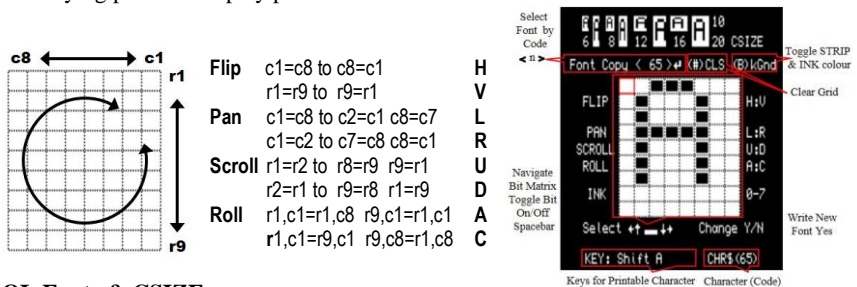 c8 c1
r1
r9
Flip c1=c8 to c8=c1 H
r1=r9 to r9=r1 V
Pan c1=c8 to c2=c1 c8=c7 L
c1=c2 to c7=c8 c8=c1 R
Scroll r1=r2 to r8=r9 r9=r1 U
r2=r1 to r9=r8 r1=r9 D
Roll r1,c1=r1,c8 r9,c1=r1,c1 A
r1,c1=r9,c1 r9,c8=r1,c8 C
Select
Font by
Code
< n >
6 8 12 16 10
20 CSIZE
Font Copy < 65 >↵ (#)CLS (B)kGnd
Toggle STRIP
& INK colour
Clear Grid
FLIP H:V
PAN L:R
SCROLL U:D
ROLL A:C
INK 0-7
Navigate
Bit Matrix
Toggle Bit
On/Off
Spacebar
Write New
Font Yes
Select ←↑ ▬ ↓→ Change Y/N
KEY: Shift A CHR$(65)
Keys for Printable Character Character (Code)